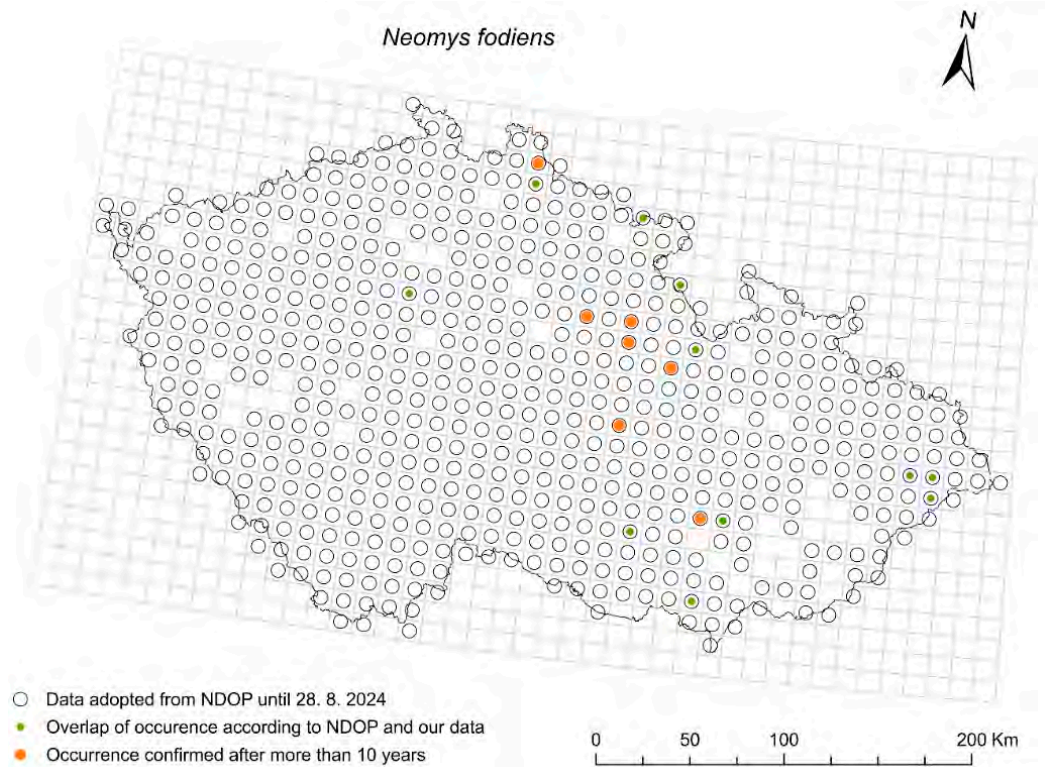 Neomys fodiens
N
Data adopted from NDOP until 28. 8. 2024
Overlap of occurence according to NDOP and our data
Occurrence confirmed after more than 10 years
0 50 100 200 Km